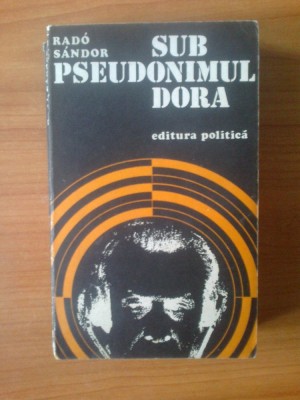 RADÓ
SÁNDOR
SUB
PSEUDONIMUL
DORA
editura politică